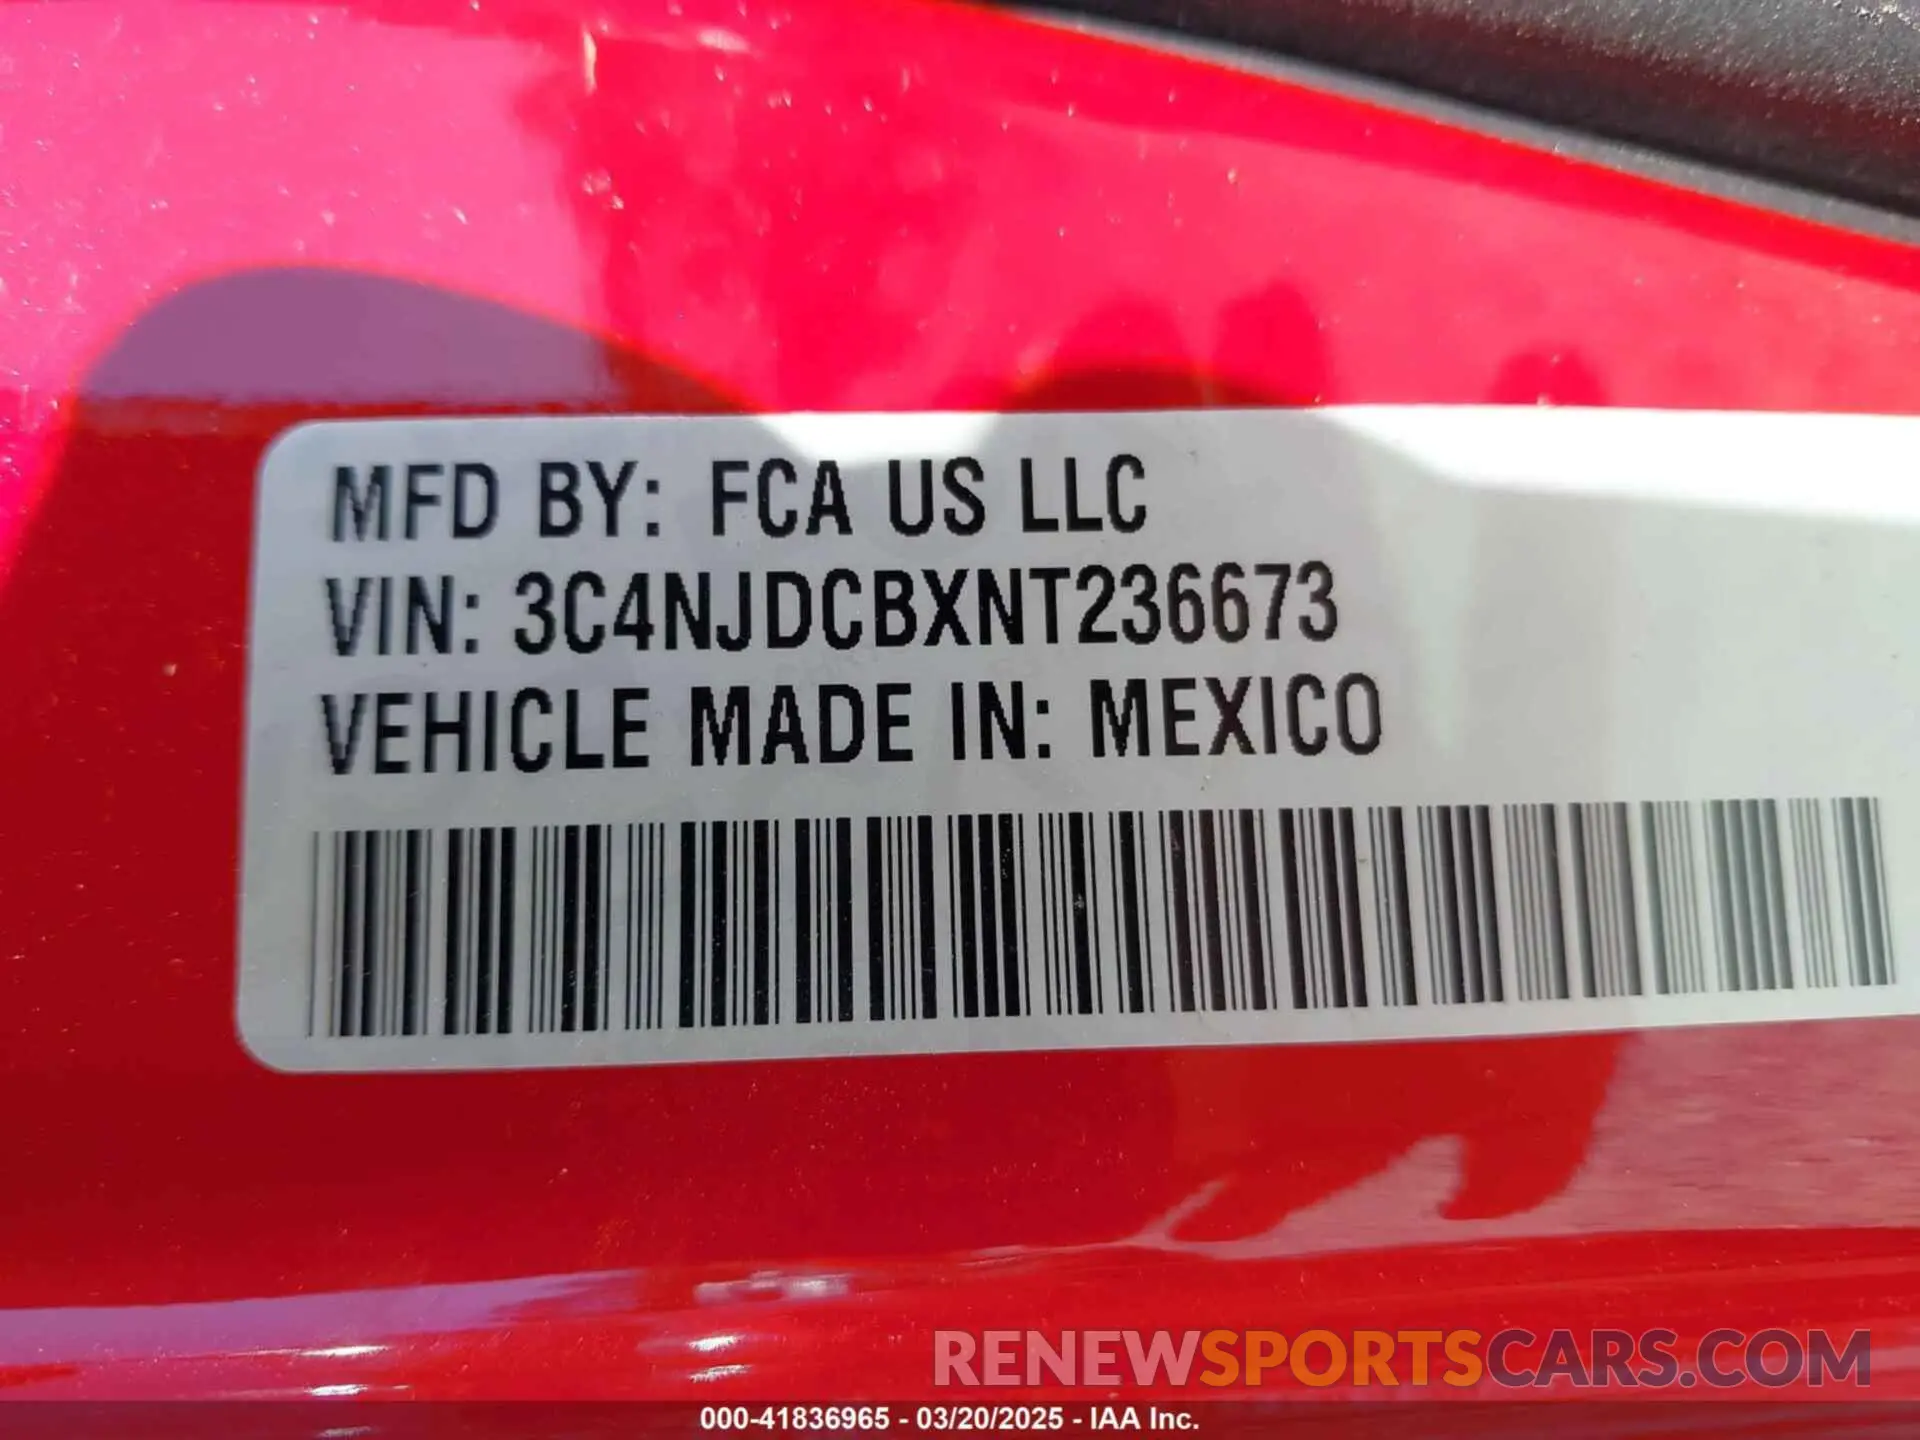 MFD BY: FCA US LLC
VIN: 3C4NJDCBXNT236673
VEHICLE MADE IN: MEXICO
RENEWSPORTSCARS.COM
000-41836965 - 03/20/2025 - IAA Inc.